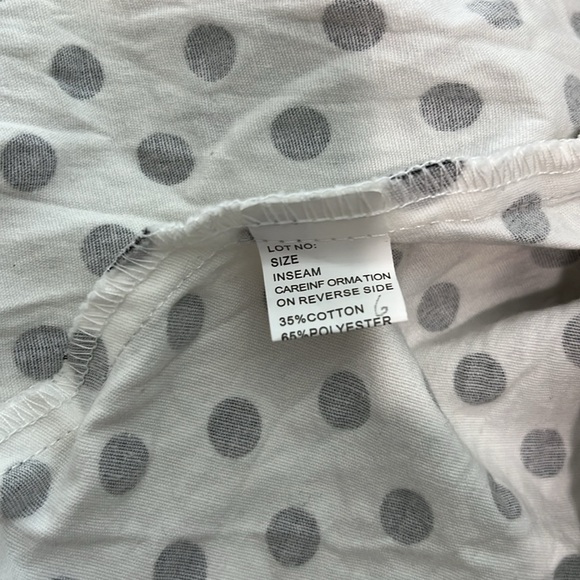 LOT NO:
SIZE
INSEAM
CAREINFORMATION
ON REVERSE SIDE
35%COTTON 6
65%POLYESTER